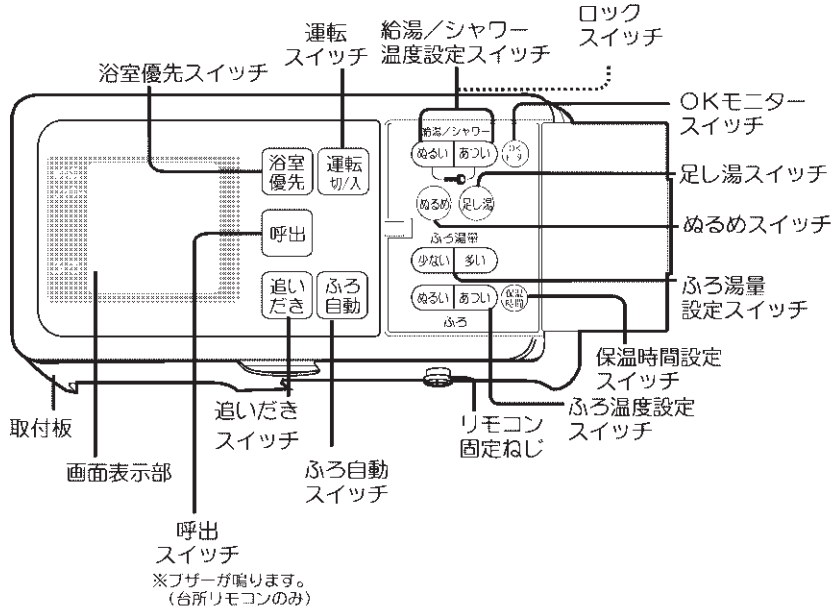 ロック
スイッチ
運転
スイッチ
給湯／シャワー
温度設定スイッチ
浴室優先スイッチ
OKモニター
スイッチ
給湯／シャワー
ぬるい あつい
浴室
優先
運転
切/入
足し湯スイッチ
ぬるめ 足し湯
ぬるめスイッチ
呼出
ふろ湯量
少ない 多い
ふろ湯量
設定スイッチ
追い
だき
ふろ
自動
ぬるい あつい
保温
時間
ふろ
保温時間設定
スイッチ
取付板
追いだき
スイッチ
リモコン
固定ねじ
ふろ温度設定
スイッチ
画面表示部
ふろ自動
スイッチ
呼出
スイッチ
※ブザーが鳴ります。
（台所リモコンのみ）